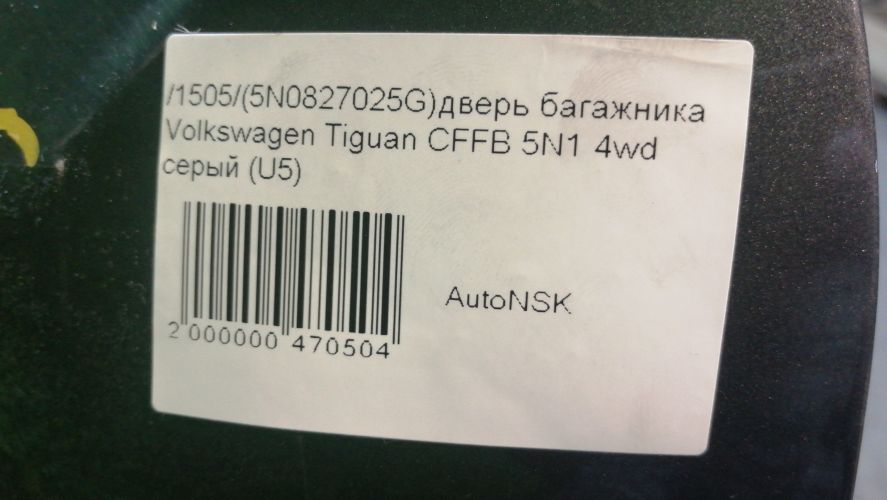 /1505/(5N0827025G)дверь багажника
Volkswagen Tiguan CFFB 5N1 4wd
серый (U5)
AutoNSK
2 000000 470504